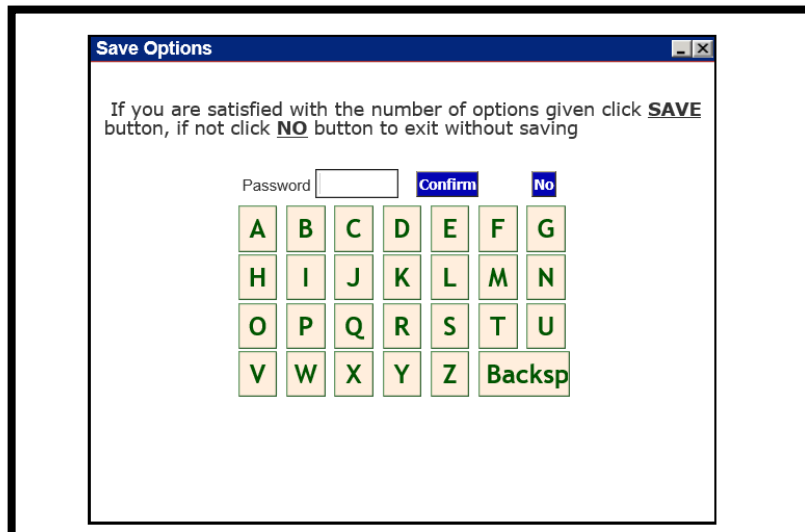 Save Options
If you are satisfied with the number of options given click SAVE
button, if not click NO button to exit without saving
Password Confirm No
A B C D E F G
H I J K L M N
O P Q R S T U
V W X Y Z Backsp